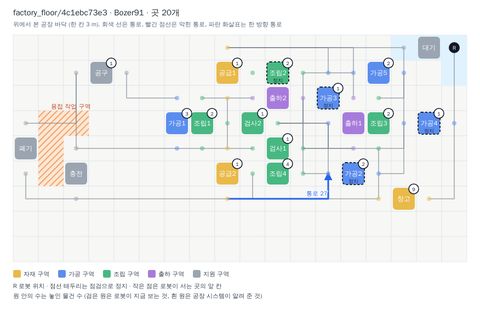 factory_floor/4c1ebc73e3 · Bozer91 · 곳 20개
위에서 본 공장 바닥 (한 칸 3 m). 회색 선은 통로, 빨간 점선은 막힌 통로, 파란 화살표는 한 방향 통로
대기
R
공구
공급1
조립2
가공5
출하2
가공3
용접 작업 구역
가공1
조립1
검사2
출하1
조립3
가공4
폐기
검사1
충전
공급2
조립4
가공2
통로 27
창고
9
자재 구역
가공 구역
조립 구역
출하 구역
지원 구역
R 로봇 위치 · 점선 테두리는 점검으로 정지 · 작은 점은 로봇이 서는 곳의 앞 칸
원 안의 수는 놓인 물건 수 (검은 원은 로봇이 지금 보는 것, 흰 원은 공장 시스템이 알려 준 것)